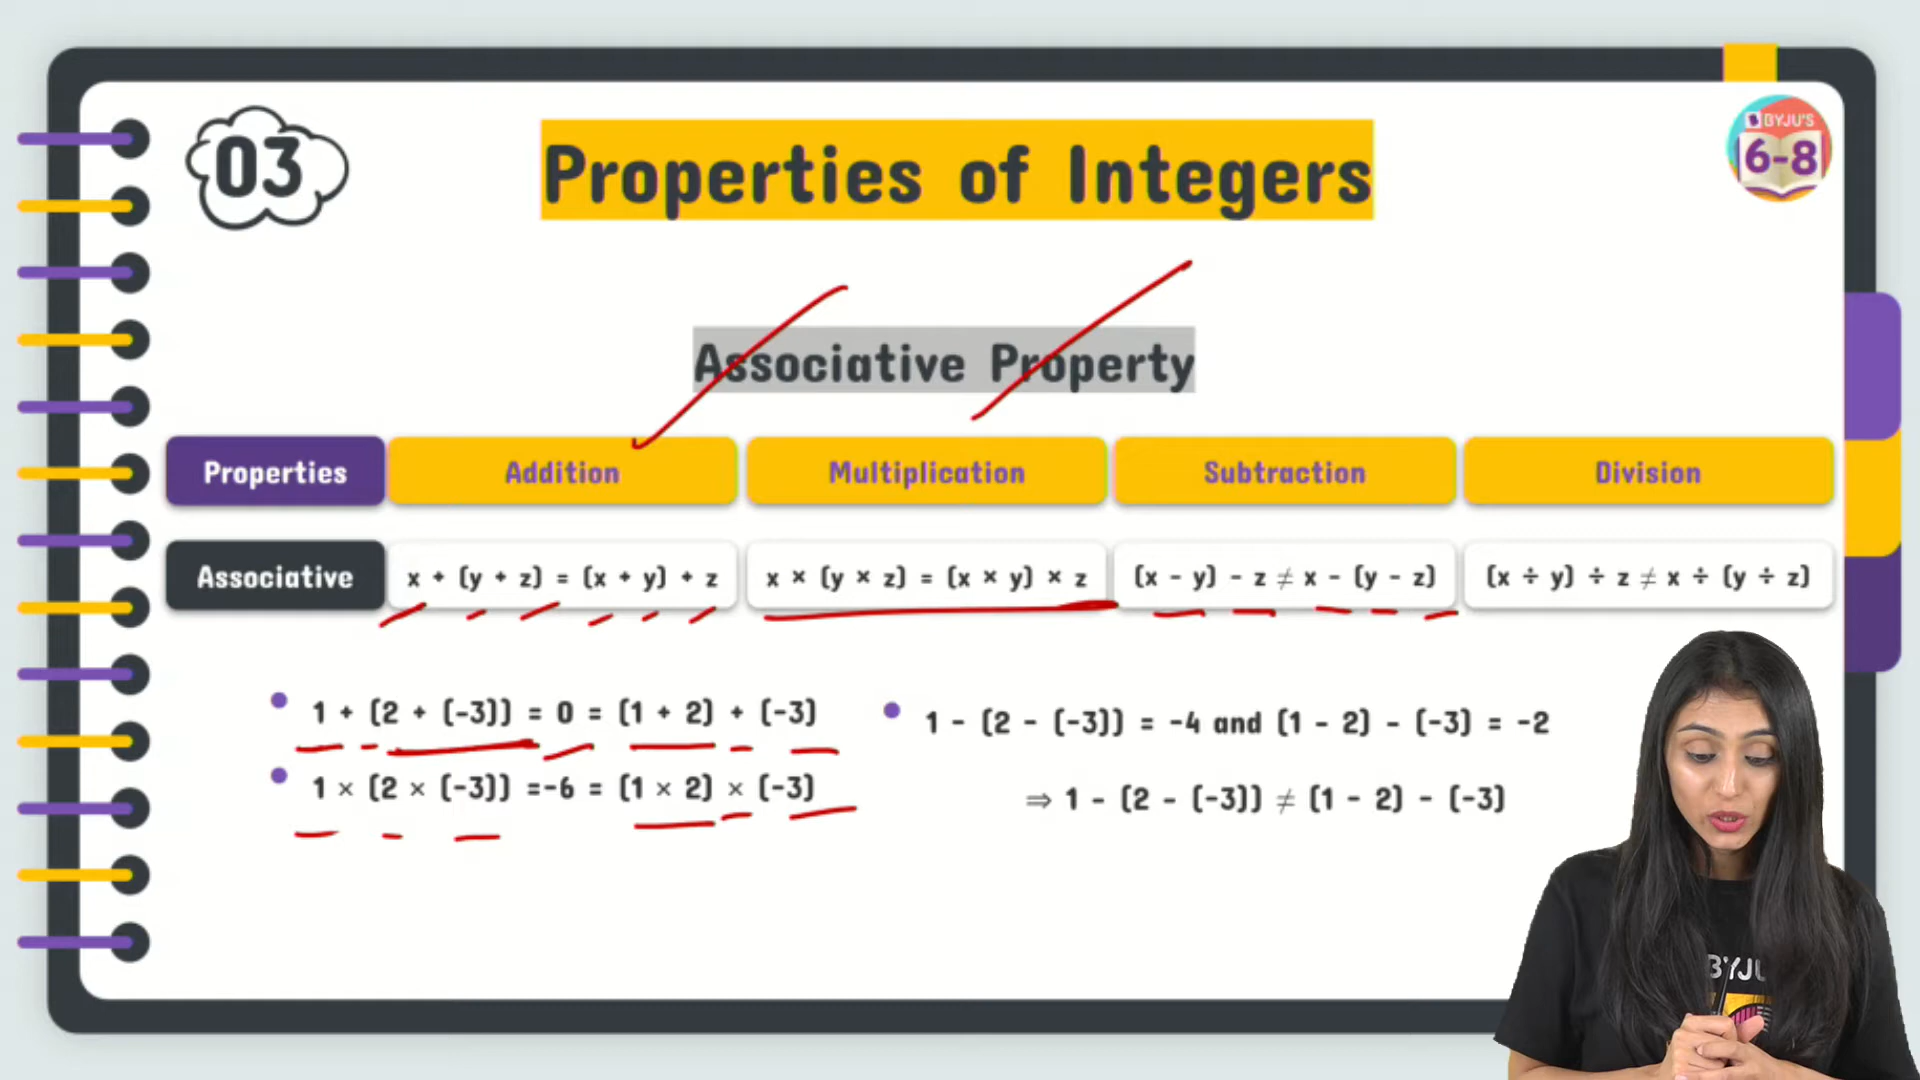 03
Properties of Integers
BYJU'S
6-8
Associative Property
Properties Addition Multiplication Subtraction Division
Associative x + (y + z) = (x + y) + z x × (y × z) = (x × y) × z (x - y) - z ≠ x - (y - z) (x ÷ y) ÷ z ≠ x ÷ (y ÷ z)
1 + (2 + (-3)) = 0 = (1 + 2) + (-3)
1 × (2 × (-3)) =-6 = (1 × 2) × (-3)
1 - (2 - (-3)) = -4 and (1 - 2) - (-3) = -2
⇒ 1 - (2 - (-3)) ≠ (1 - 2) - (-3)
BYJU